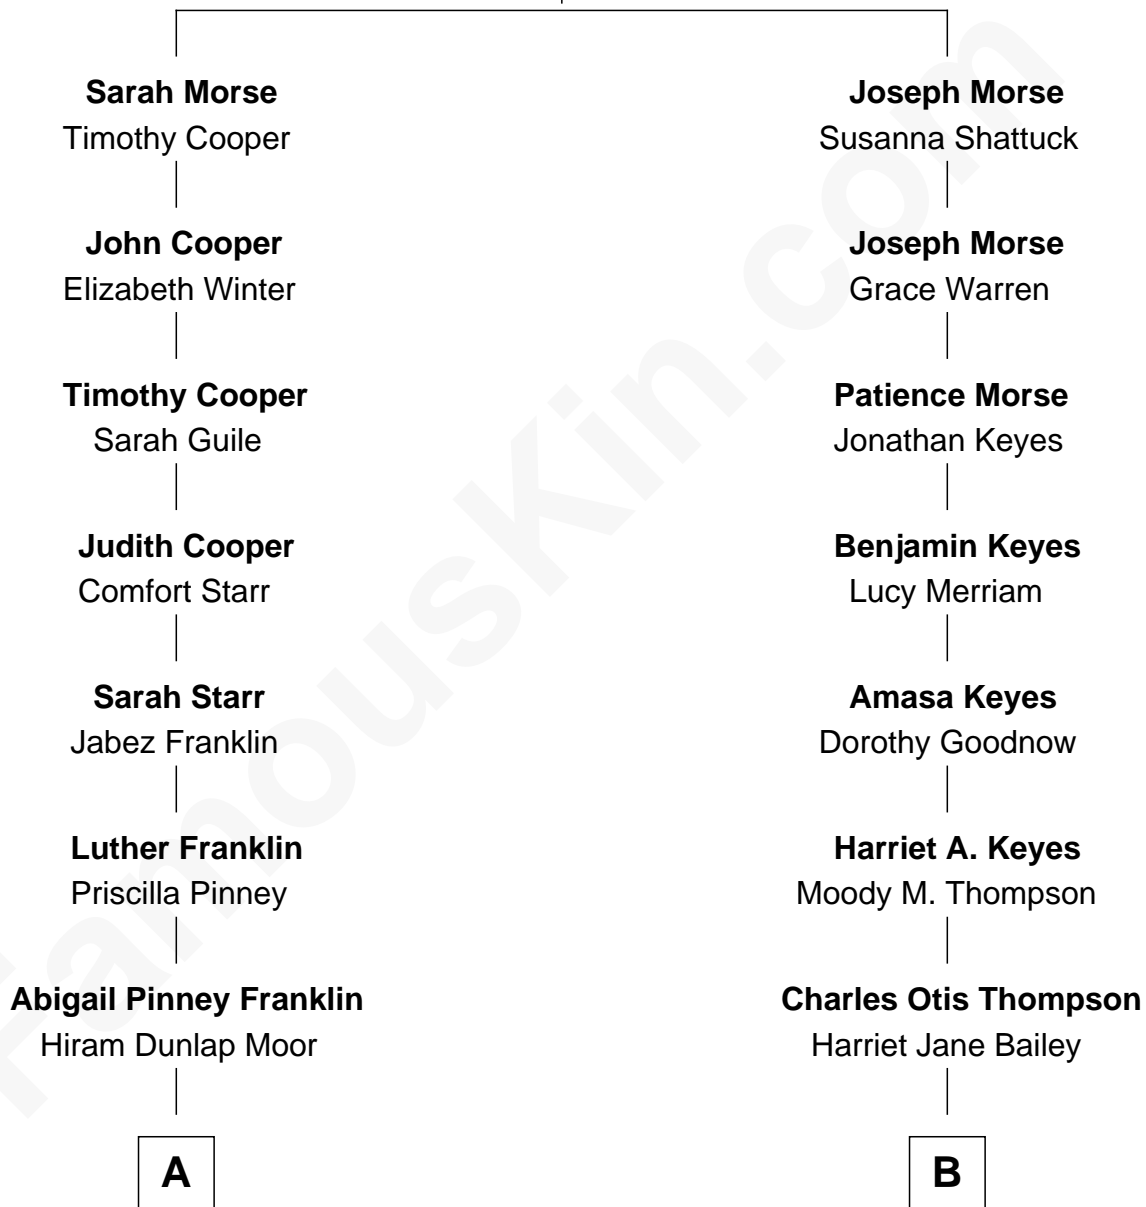 Sarah Morse
Timothy Cooper
John Cooper
Elizabeth Winter
Timothy Cooper
Sarah Guile
Judith Cooper
Comfort Starr
Sarah Starr
Jabez Franklin
Luther Franklin
Priscilla Pinney
Abigail Pinney Franklin
Hiram Dunlap Moor
A
Joseph Morse
Susanna Shattuck
Joseph Morse
Grace Warren
Patience Morse
Jonathan Keyes
Benjamin Keyes
Lucy Merriam
Amasa Keyes
Dorothy Goodnow
Harriet A. Keyes
Moody M. Thompson
Charles Otis Thompson
Harriet Jane Bailey
B
FamousKin.com